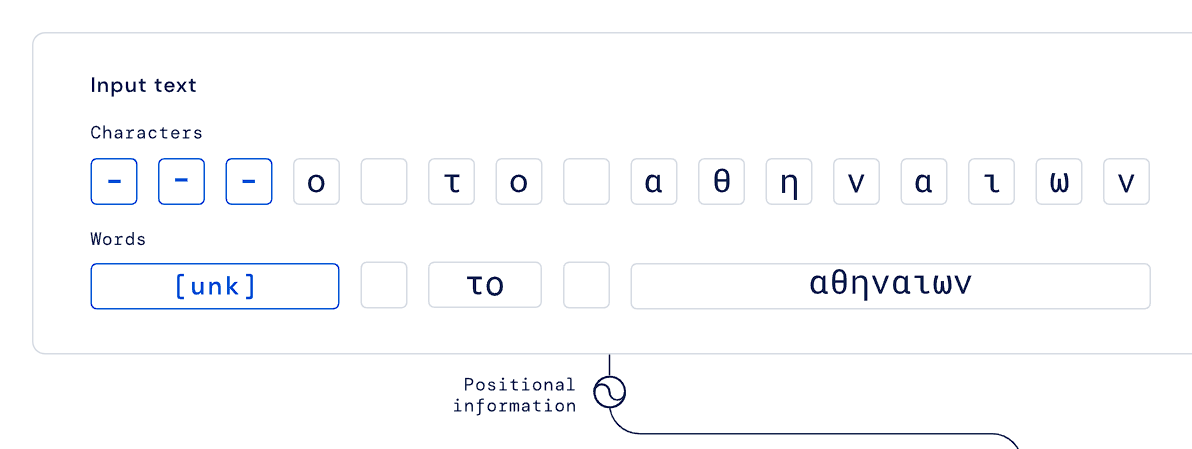 Input text
Characters
- - - ο τ ο α θ η ν α ι ω ν
Words
[unk] το αθηναιων
Positional
information